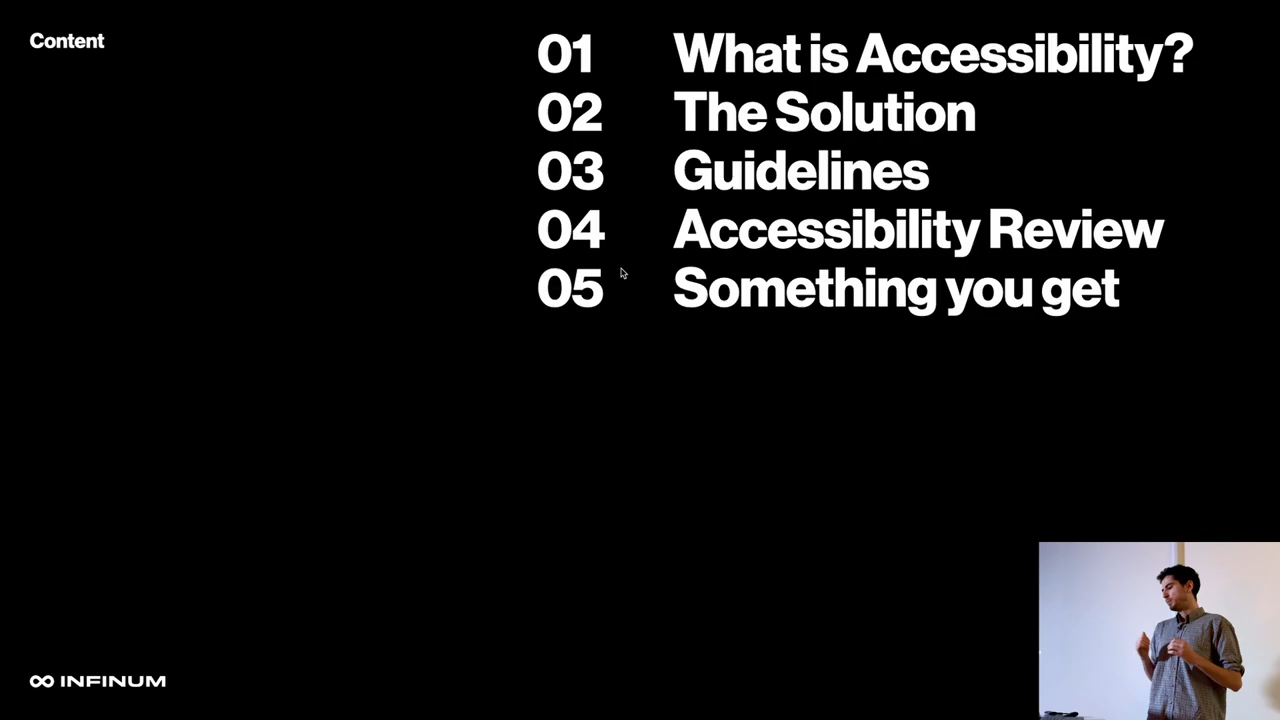 Content
01 What is Accessibility?
02 The Solution
03 Guidelines
04 Accessibility Review
05 Something you get
INFINUM